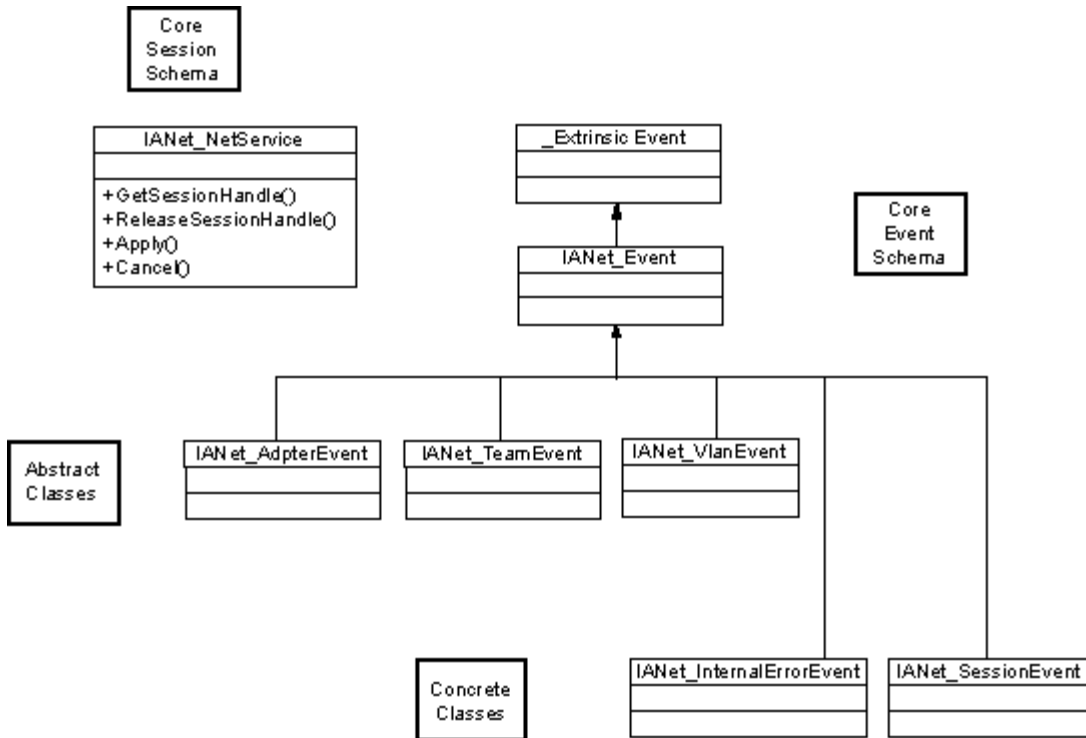 Core
Session
Schema
IANet_NetService
+GetSessionHandle()
+ReleaseSessionHandle()
+Apply()
+Cancel()
_Extrinsic Event
IANet_Event
Core
Event
Schema
Abstract
Classes
IANet_AdpterEvent
IANet_TeamEvent
IANet_VlanEvent
Concrete
Classes
IANet_InternalErrorEvent
IANet_SessionEvent